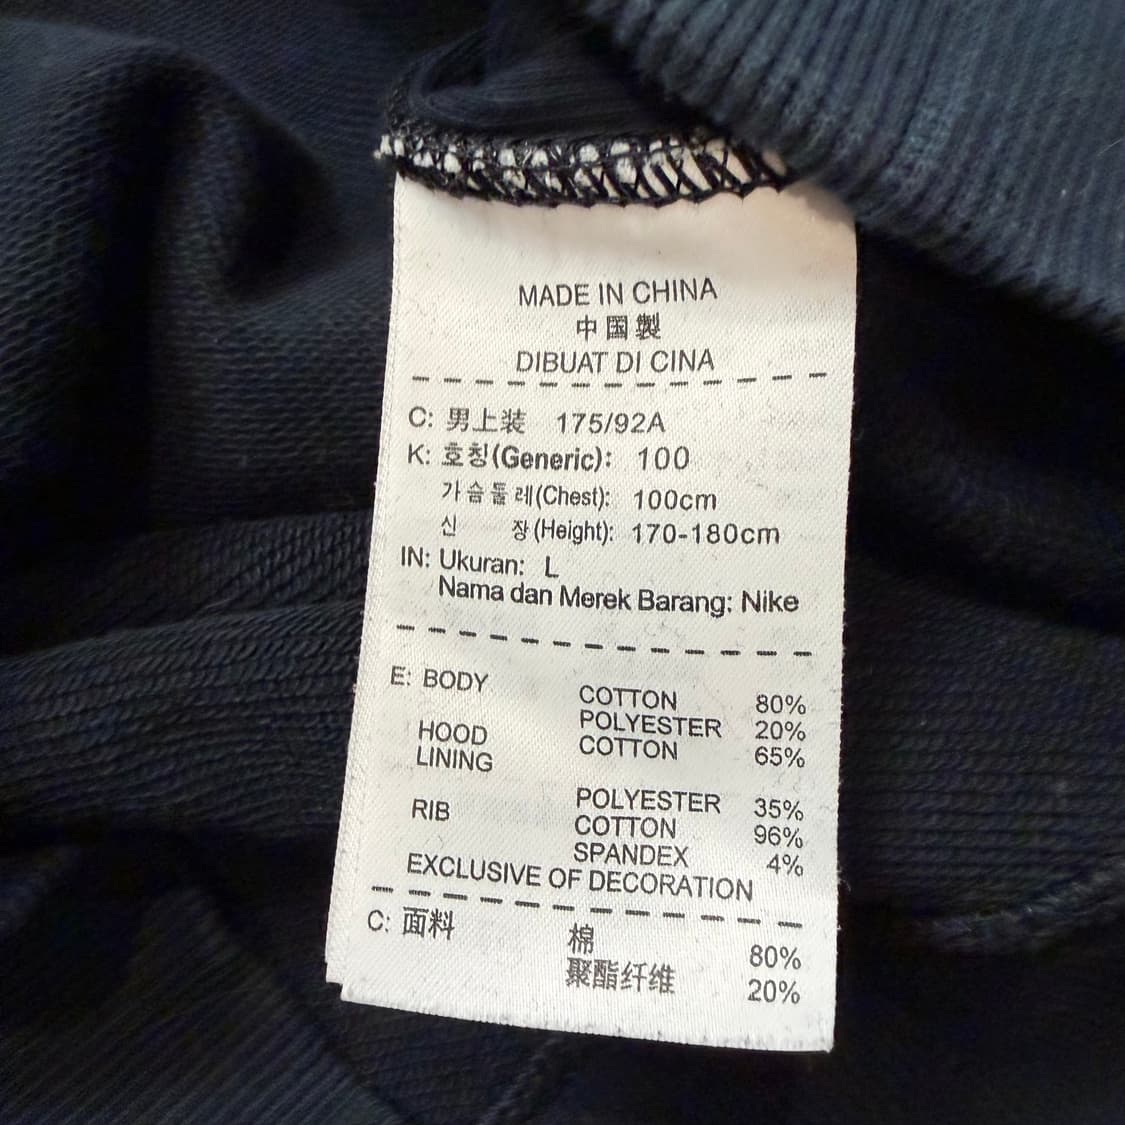 MADE IN CHINA
中国製
DIBUAT DI CINA
C: 男上装 175/92A
K: 호칭(Generic): 100
가슴둘레(Chest): 100cm
신 장(Height): 170-180cm
IN: Ukuran: L
Nama dan Merek Barang: Nike
E: BODY COTTON 80%
POLYESTER 20%
HOOD LINING COTTON 65%
POLYESTER 35%
RIB COTTON 96%
SPANDEX 4%
EXCLUSIVE OF DECORATION
C: 面料 棉 80%
聚酯纤维 20%